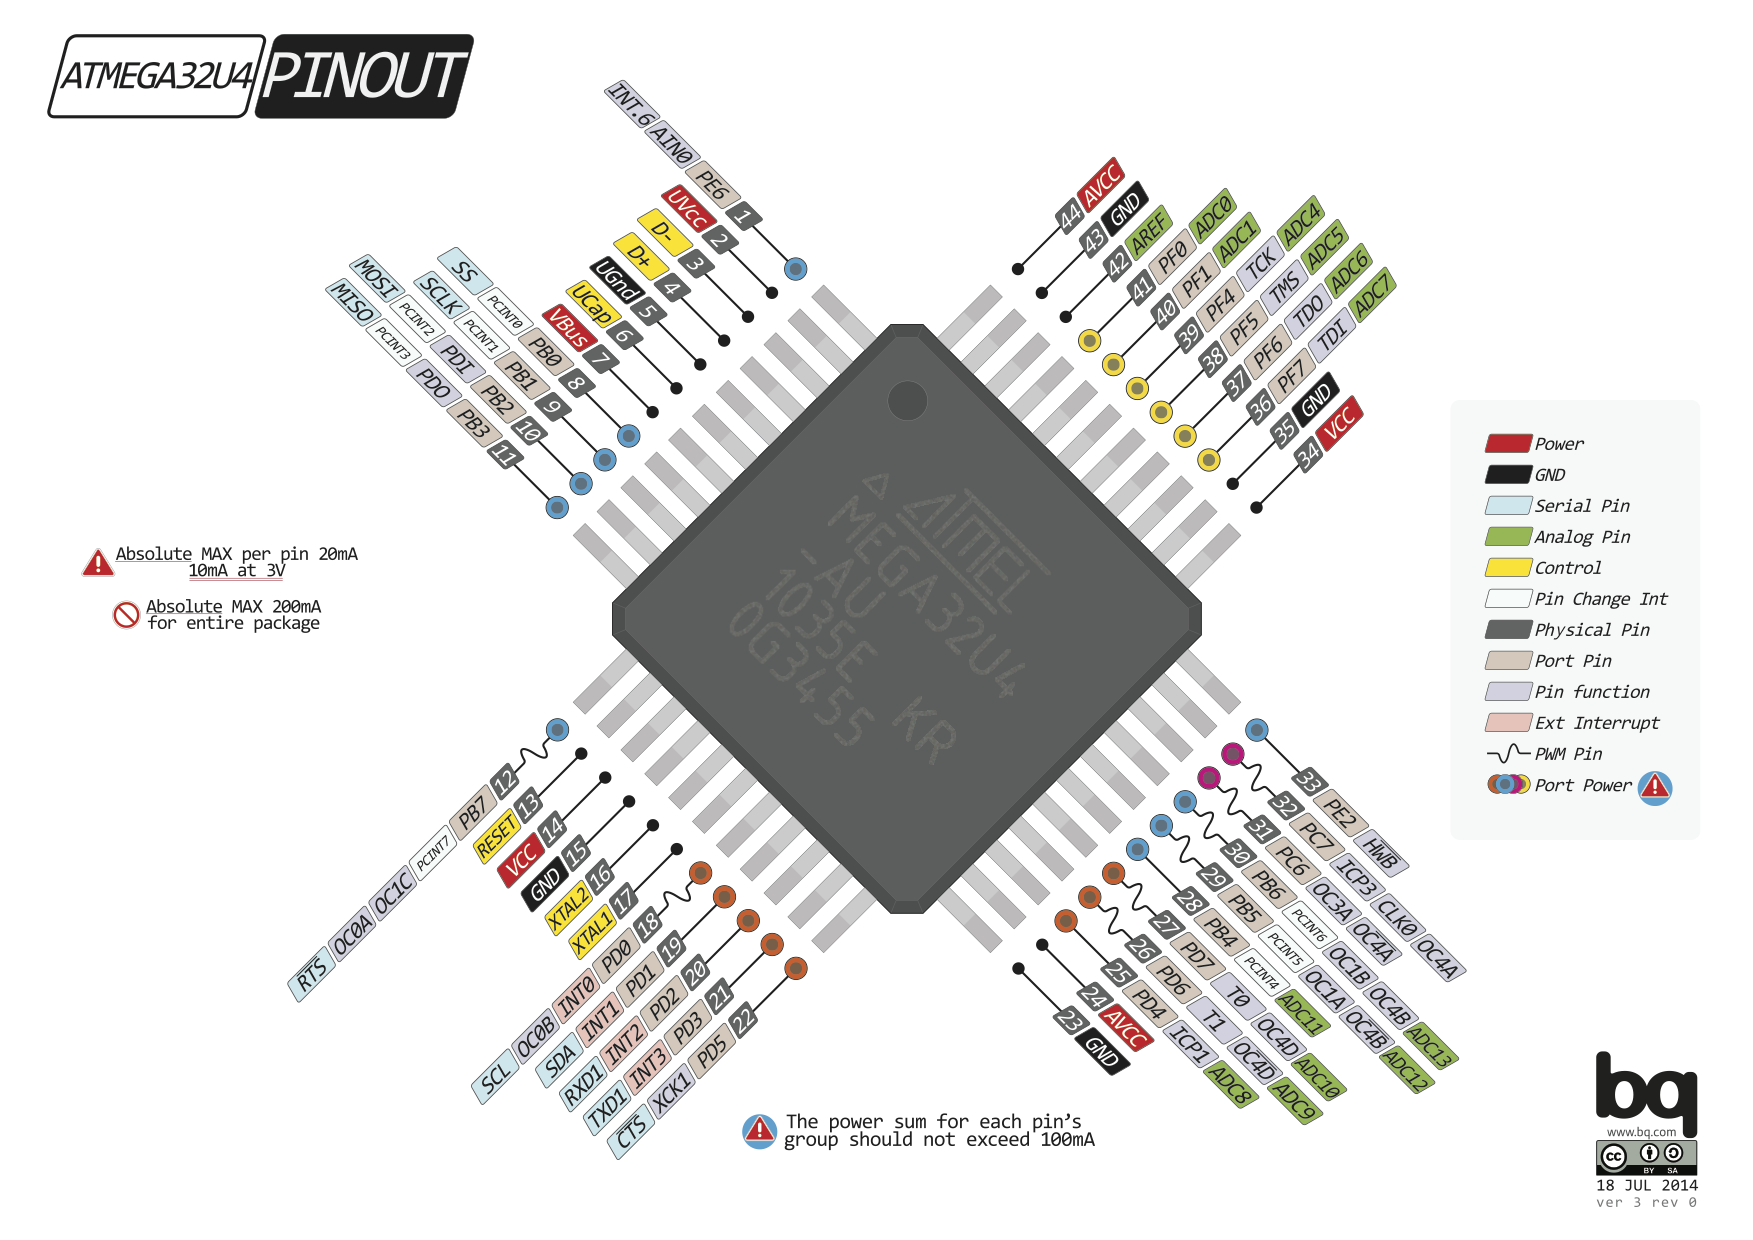 ATMEGA32U4 PINOUT
INT.6 AIN0 PE6 1
UVcc 2
D- 3
D+ 4
UGnd 5
UCap 6
VBus 7
SS PCINT0 PB0 8
SCLK PCINT1 PB1 9
MOSI PCINT2 PDI PB2 10
MISO PCINT3 PDO PB3 11
44 AVCC
43 GND
42 AREF
41 PF0 ADC0
40 PF1 ADC1
39 PF4 TCK ADC4
38 PF5 TMS ADC5
37 PF6 TDO ADC6
36 PF7 TDI ADC7
35 GND
34 VCC
ATMEL
MEGA32U4
-AU
1035E KR
0G3455
Absolute MAX per pin 20mA
10mA at 3V
Absolute MAX 200mA
for entire package
Power
GND
Serial Pin
Analog Pin
Control
Pin Change Int
Physical Pin
Port Pin
Pin function
Ext Interrupt
PWM Pin
Port Power
RTS OC0A OC1C PCINT7 PB7 12
RESET 13
VCC 14
GND 15
XTAL2 16
XTAL1 17
SCL OC0B INT0 PD0 18
SDA INT1 PD1 19
RXD1 INT2 PD2 20
TXD1 INT3 PD3 21
CTS XCK1 PD5 22
33 PE2 HWB
32 PC7 ICP3 CLK0 OC4A
31 PC6 OC3A OC4A
30 PB6 PCINT6 OC1B OC4B ADC13
29 PB5 PCINT5 OC1A OC4B ADC12
28 PB4 PCINT4 ADC11
27 PD7 T0 OC4D ADC10
26 PD6 T1 OC4D ADC9
25 PD4 ICP1 ADC8
24 AVCC
23 GND
The power sum for each pin's
group should not exceed 100mA
bq
www.bq.com
cc BY SA
18 JUL 2014
ver 3 rev 0